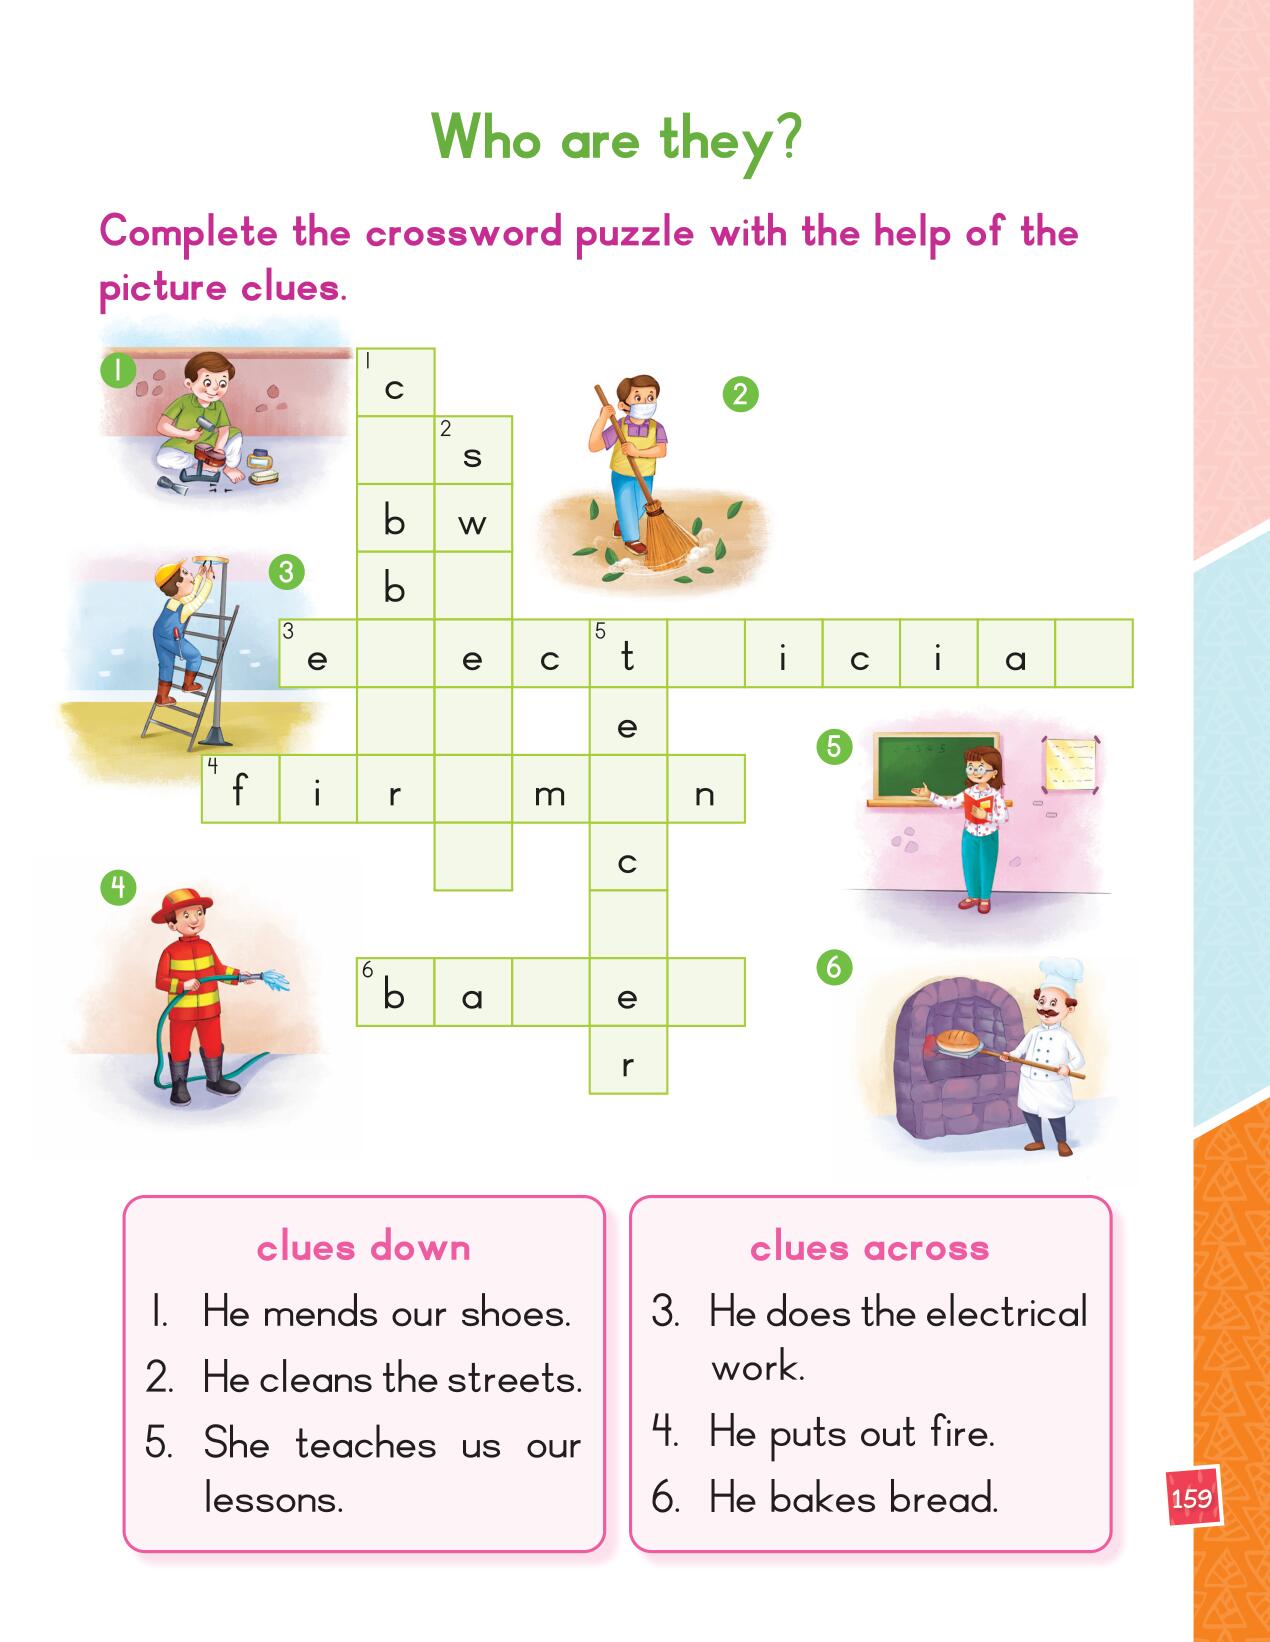 Who are they?
Complete the crossword puzzle with the help of the
picture clues.
1
1
c
2
2
s
b w
b
3
3 e e c 5 t i c i a
e
5
4 f i r m n
c
4
6
6 b a e
r
clues down
1. He mends our shoes.
2. He cleans the streets.
5. She teaches us our
lessons.
clues across
3. He does the electrical
work.
4. He puts out fire.
6. He bakes bread.
159